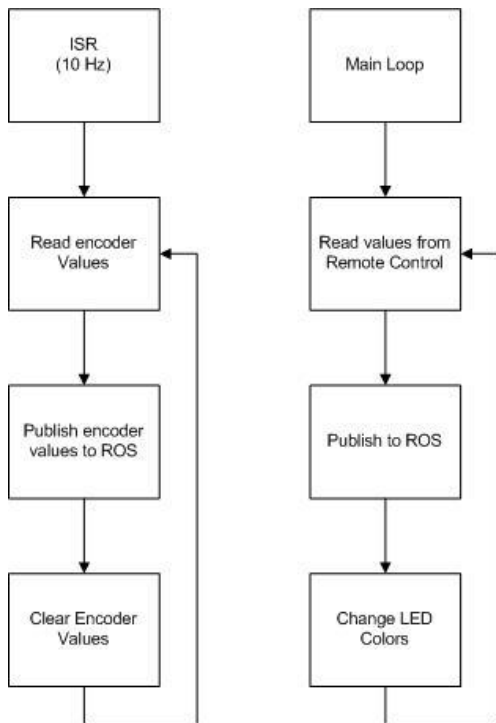 ISR
(10 Hz)
Read encoder
Values
Publish encoder
values to ROS
Clear Encoder
Values
Main Loop
Read values from
Remote Control
Publish to ROS
Change LED
Colors